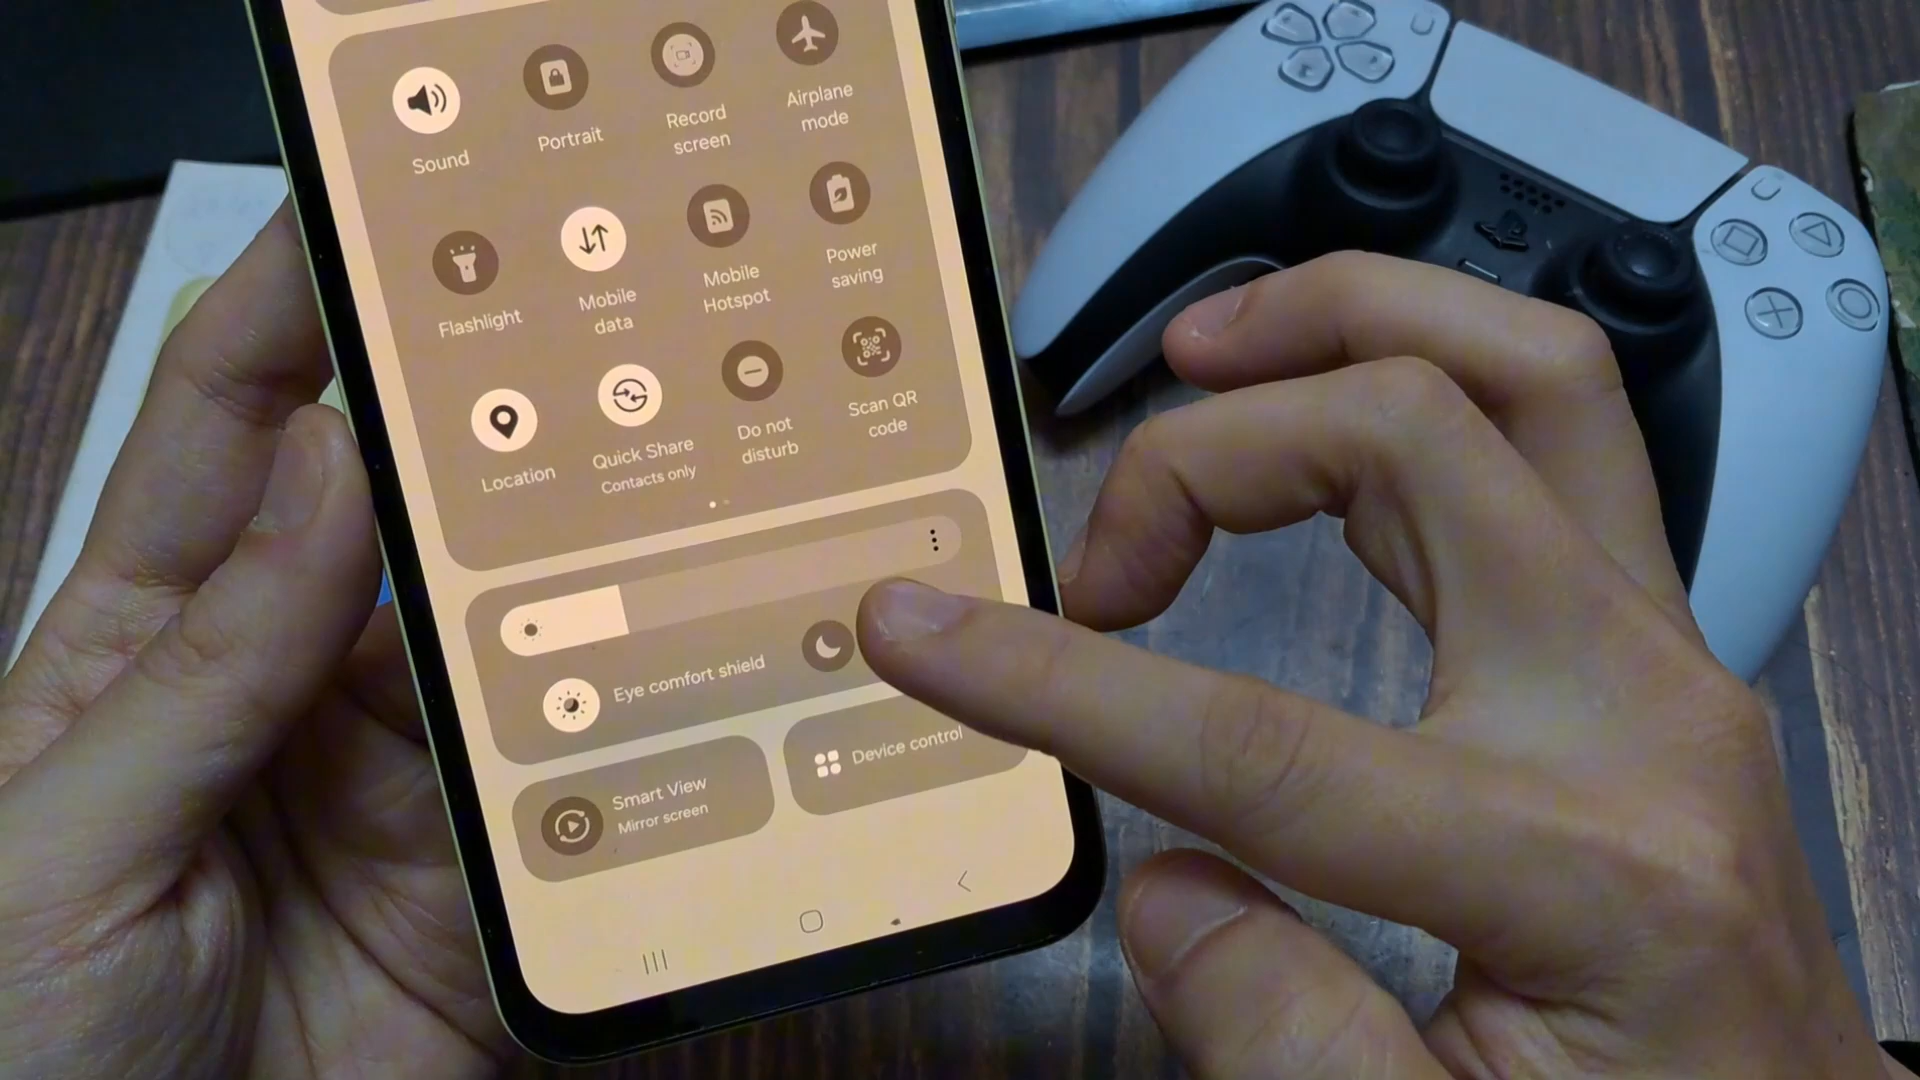 Sound
Portrait
Record
screen
Airplane
mode
Flashlight
Mobile
data
Mobile
Hotspot
Power
saving
Location
Quick Share
Contacts only
Do not
disturb
Scan QR
code
Eye comfort shield
Smart View
Mirror screen
Device control